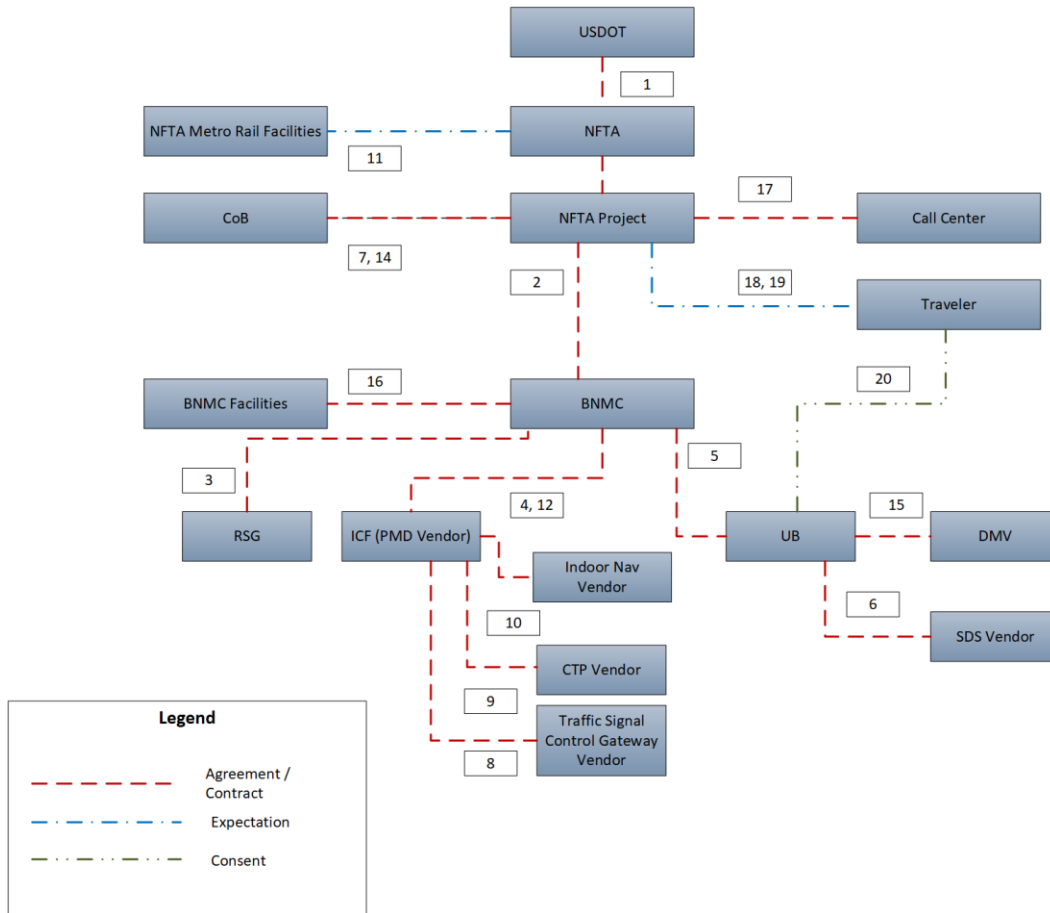 USDOT
1
NFTA Metro Rail Facilities
NFTA
11
17
CoB
NFTA Project
Call Center
7, 14
2
18, 19
Traveler
16
20
BNMC Facilities
BNMC
5
3
4, 12
15
RSG
ICF (PMD Vendor)
UB
DMV
Indoor Nav
Vendor
6
10
SDS Vendor
CTP Vendor
9
Legend
Traffic Signal
Control Gateway
Vendor
8
Agreement /
Contract
Expectation
Consent